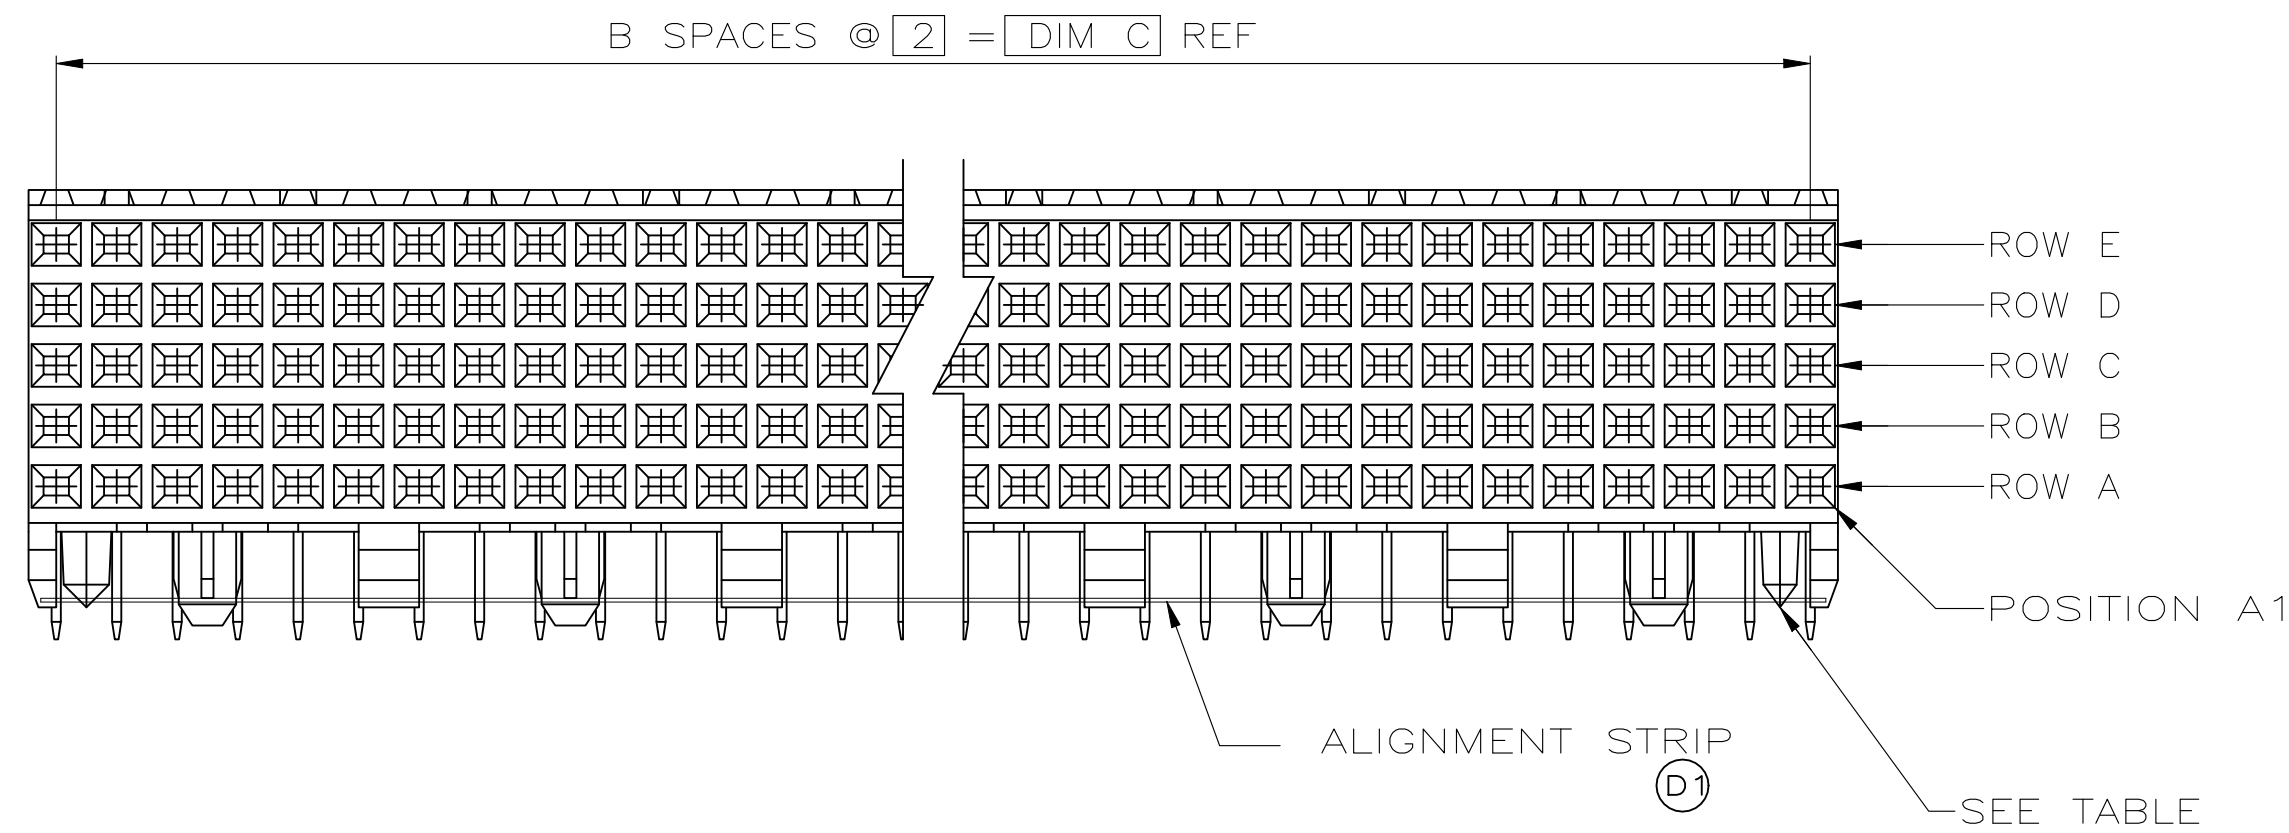 B SPACES @ 2 = DIM C REF
ROW E
ROW D
ROW C
ROW B
ROW A
POSITION A1
ALIGNMENT STRIP
D1
SEE TABLE